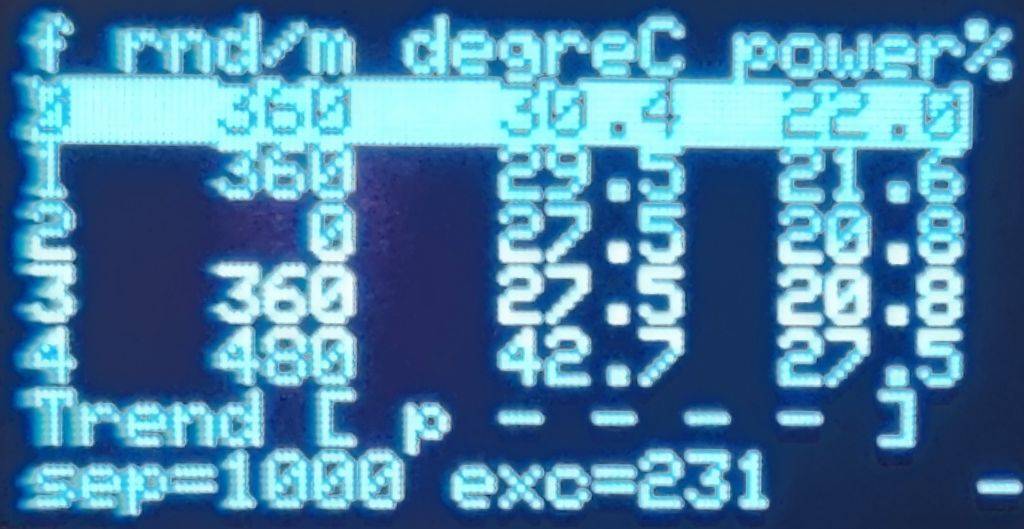 f rnd/m degreeC power%
0 360 30.4 22.0
1 360 29.5 21.6
2 0 27.5 20.8
3 360 27.5 20.8
4 480 42.7 27.5
Trend [ p - - - - ]
sep=1000 exc=231 -